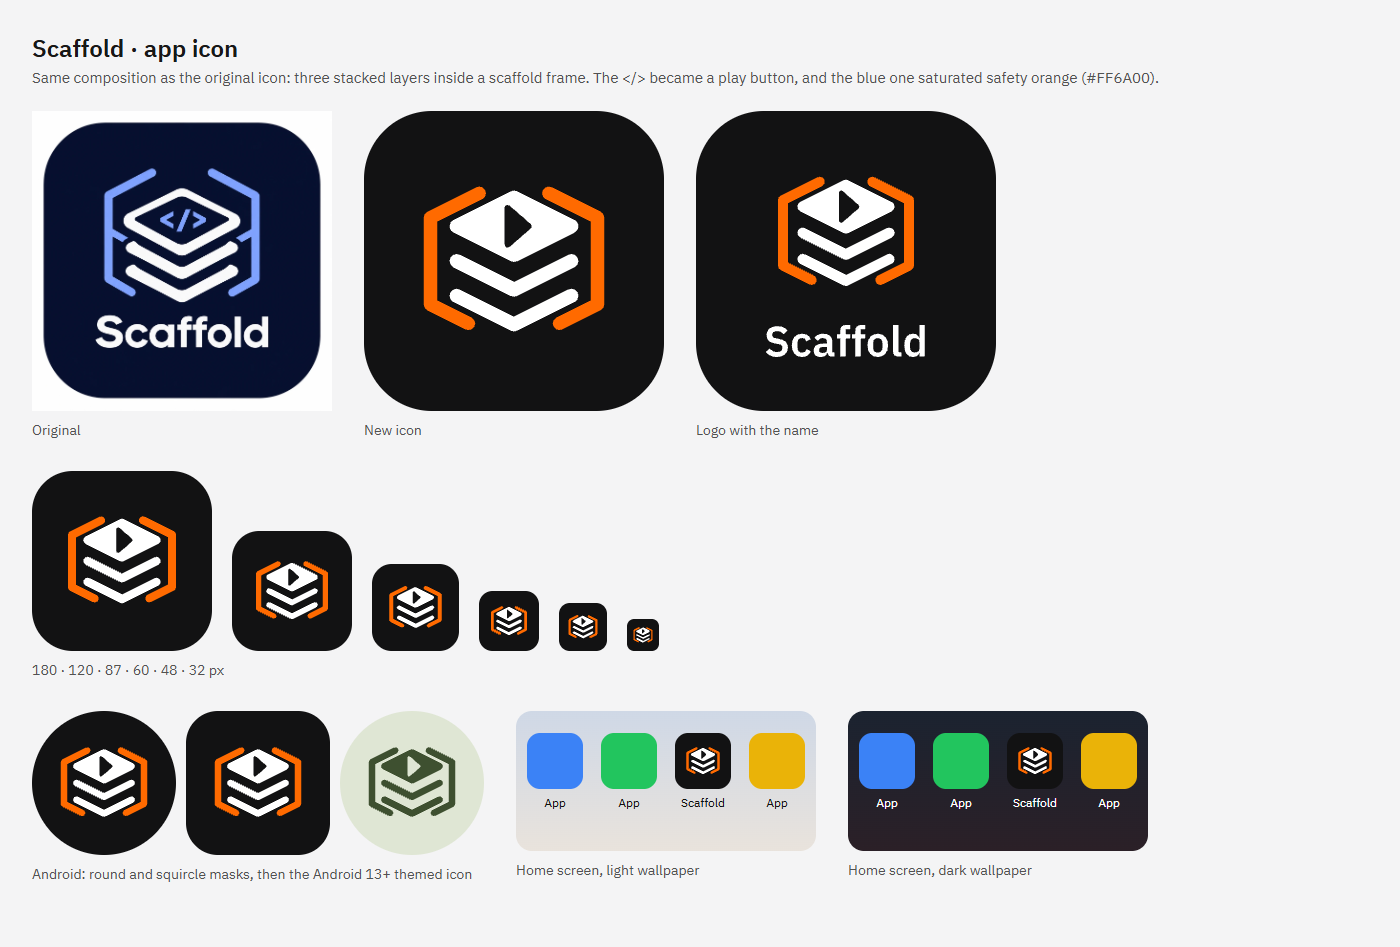 Scaffold · app icon
Same composition as the original icon: three stacked layers inside a scaffold frame. The </> became a play button, and the blue one saturated safety orange (#FF6A00).
</>
Scaffold
Scaffold
Original
New icon
Logo with the name
180 · 120 · 87 · 60 · 48 · 32 px
App
App
Scaffold
App
App
App
Scaffold
App
Android: round and squircle masks, then the Android 13+ themed icon
Home screen, light wallpaper
Home screen, dark wallpaper